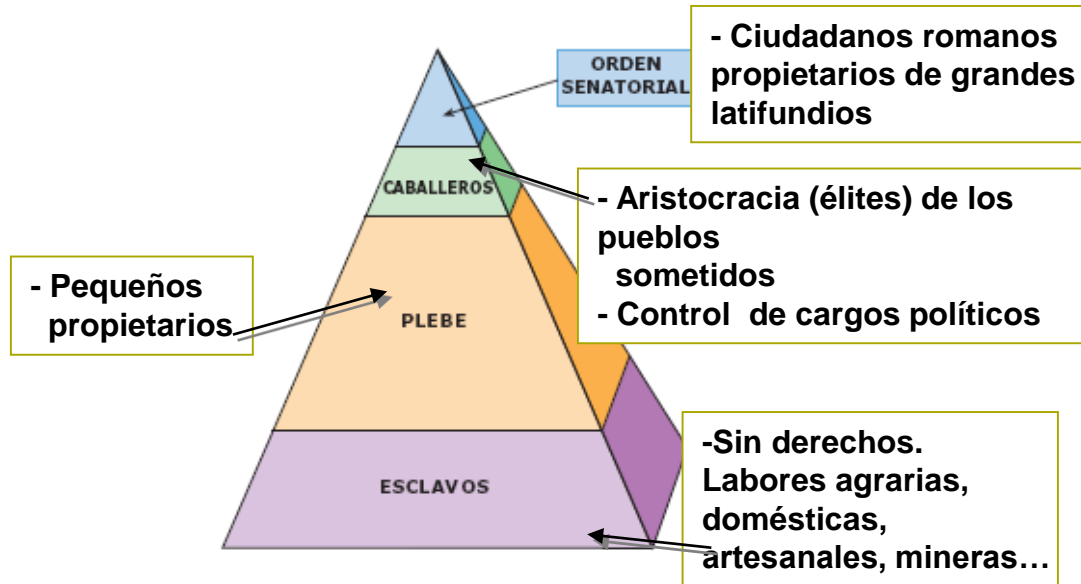 ORDEN
SENATORIAL
- Ciudadanos romanos
propietarios de grandes
latifundios
CABALLEROS
- Aristocracia (élites) de los
pueblos
sometidos
- Control de cargos políticos
- Pequeños
propietarios
PLEBE
ESCLAVOS
-Sin derechos.
Labores agrarias,
domésticas,
artesanales, mineras…